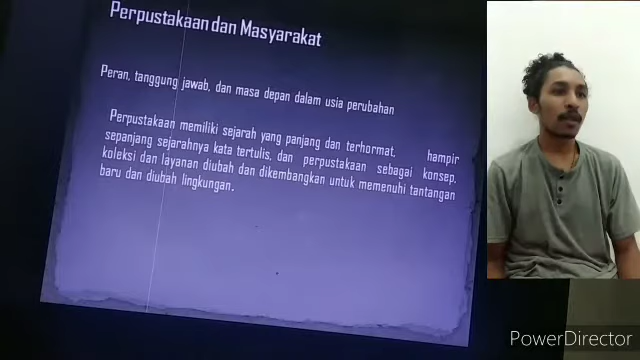 Perpustakaan dan Masyarakat
Peran, tanggung jawab, dan masa depan dalam usia perubahan
Perpustakaan memiliki sejarah yang panjang dan terhormat, hampir
sepanjang sejarahnya kata tertulis, dan perpustakaan sebagai konsep,
koleksi dan layanan diubah dan dikembangkan untuk memenuhi tantangan
baru dan diubah lingkungan.
PowerDirector